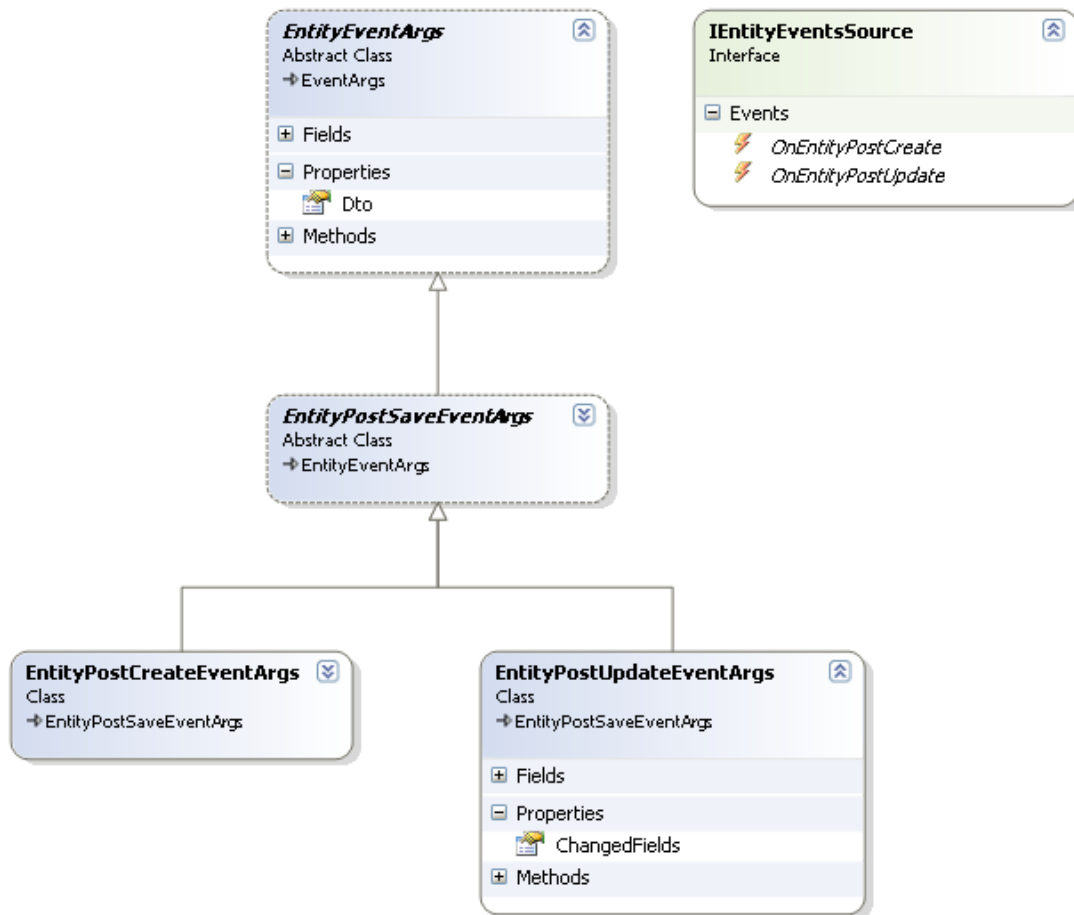 EntityEventArgs
Abstract Class
EventArgs
Fields
Properties
Dto
Methods
IEntityEventsSource
Interface
Events
OnEntityPostCreate
OnEntityPostUpdate
EntityPostSaveEventArgs
Abstract Class
EntityEventArgs
EntityPostCreateEventArgs
Class
EntityPostSaveEventArgs
EntityPostUpdateEventArgs
Class
EntityPostSaveEventArgs
Fields
Properties
ChangedFields
Methods